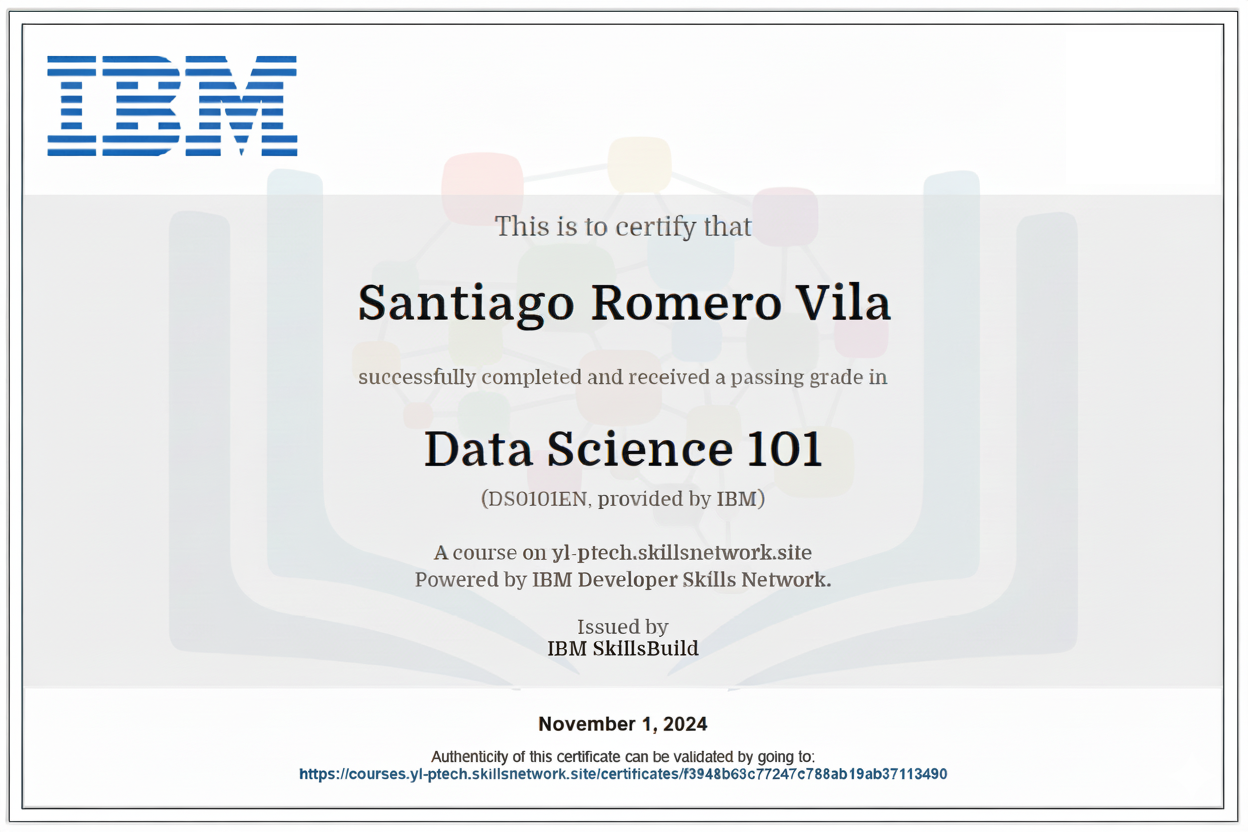 IBM
This is to certify that
Santiago Romero Vila
successfully completed and received a passing grade in
Data Science 101
(DS0101EN, provided by IBM)
A course on yl-ptech.skillsnetwork.site
Powered by IBM Developer Skills Network.
Issued by
IBM SkillsBuild
November 1, 2024
Authenticity of this certificate can be validated by going to:
https://courses.yl-ptech.skillsnetwork.site/certificates/f3948b63c77247c788ab19ab37113490